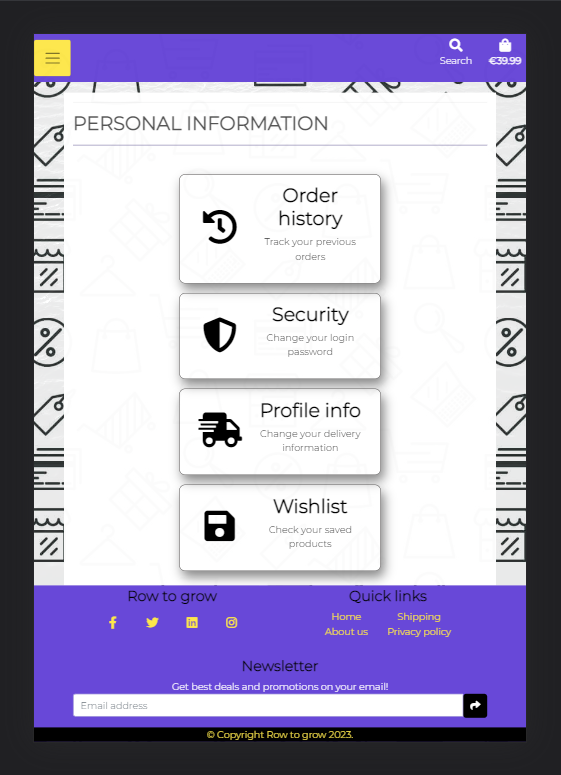 Search €39.99
PERSONAL INFORMATION
Order
history
Track your previous
orders
Security
Change your login
password
Profile info
Change your delivery
information
Wishlist
Check your saved
products
Row to grow
Quick links
Home Shipping
About us Privacy policy
Newsletter
Get best deals and promotions on your email!
Email address
© Copyright Row to grow 2023.